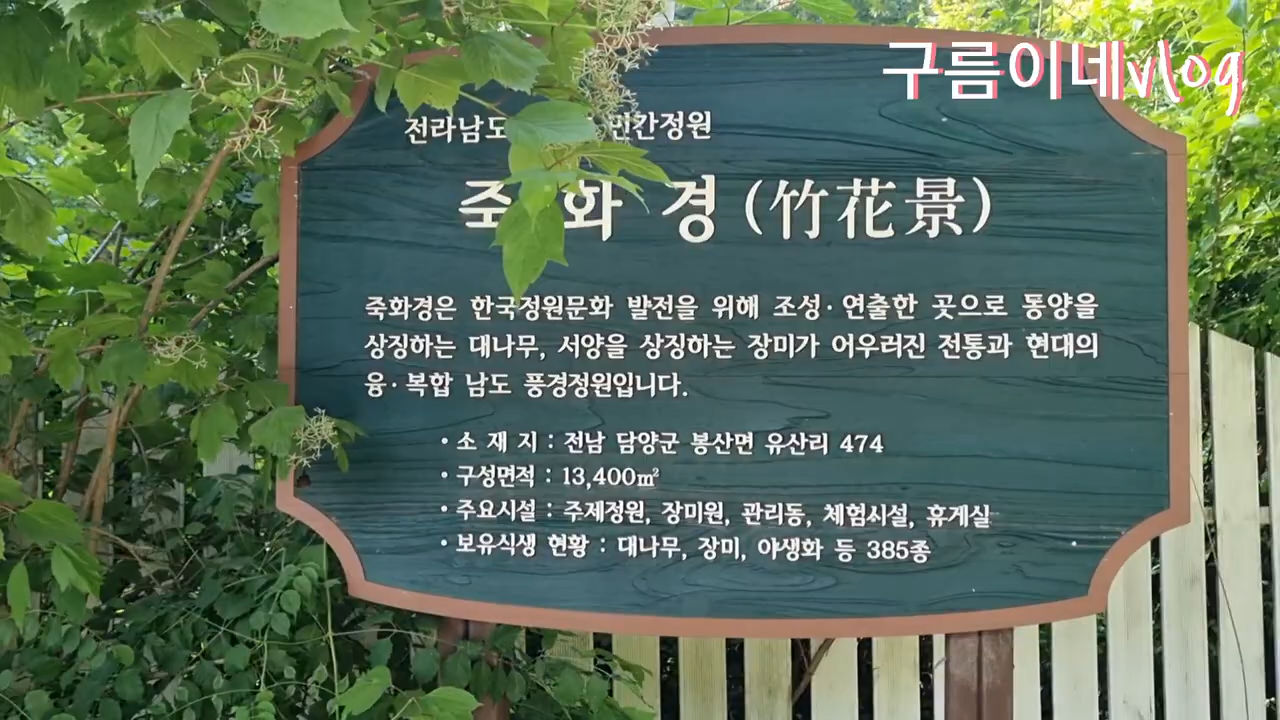 구름이네vlog
전라남도 민간정원
죽화경(竹花景)
죽화경은 한국정원문화 발전을 위해 조성·연출한 곳으로 동양을
상징하는 대나무, 서양을 상징하는 장미가 어우러진 전통과 현대의
융·복합 남도 풍경정원입니다.
• 소 재 지 : 전남 담양군 봉산면 유산리 474
• 구성면적 : 13,400㎡
• 주요시설 : 주제정원, 장미원, 관리동, 체험시설, 휴게실
• 보유식생 현황 : 대나무, 장미, 야생화 등 385종